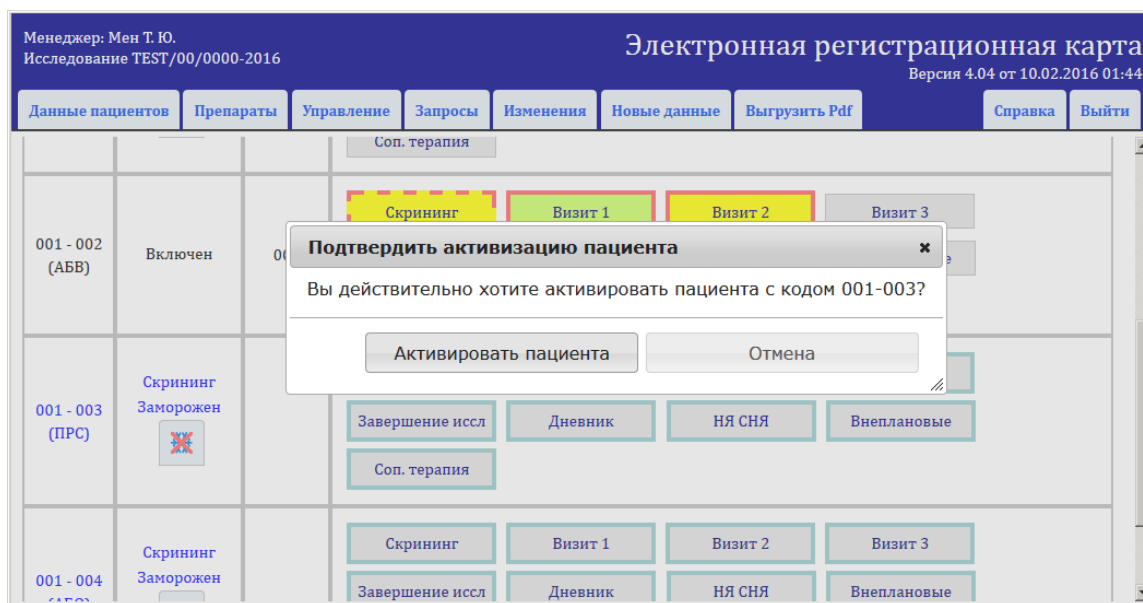 Менеджер: Мен Т. Ю.
Исследование TEST/00/0000-2016
Электронная регистрационная карта
Версия 4.04 от 10.02.2016 01:44
Данные пациентов Препараты Управление Запросы Изменения Новые данные Выгрузить Pdf Справка Выйти
Соп. терапия
Скрининг Визит 1 Визит 2 Визит 3
001 - 002
(АБВ)
Включен
Подтвердить активизацию пациента
Вы действительно хотите активировать пациента с кодом 001-003?
Активировать пациента Отмена
001 - 003
(ПРС)
Скрининг
Заморожен
Завершение иссл Дневник НЯ СНЯ Внеплановые
Соп. терапия
Скрининг Визит 1 Визит 2 Визит 3
001 - 004
Скрининг
Заморожен
Завершение иссл Дневник НЯ СНЯ Внеплановые